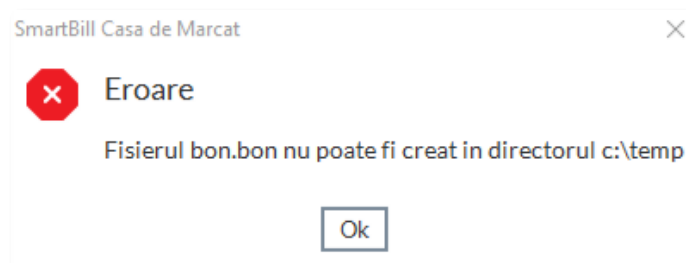 SmartBill Casa de Marcat
Eroare
Fisierul bon.bon nu poate fi creat in directorul c:\temp
Ok